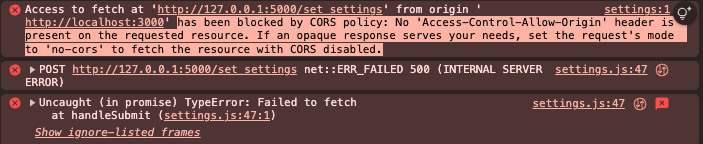 Access to fetch at 'http://127.0.0.1:5000/set_settings' from origin ' settings:1
http://localhost:3000' has been blocked by CORS policy: No 'Access-Control-Allow-Origin' header is
present on the requested resource. If an opaque response serves your needs, set the request's mode
to 'no-cors' to fetch the resource with CORS disabled.
POST http://127.0.0.1:5000/set_settings net::ERR_FAILED 500 (INTERNAL SERVER settings.js:47
ERROR)
Uncaught (in promise) TypeError: Failed to fetch settings.js:47
at handleSubmit (settings.js:47:1)
Show ignore-listed frames